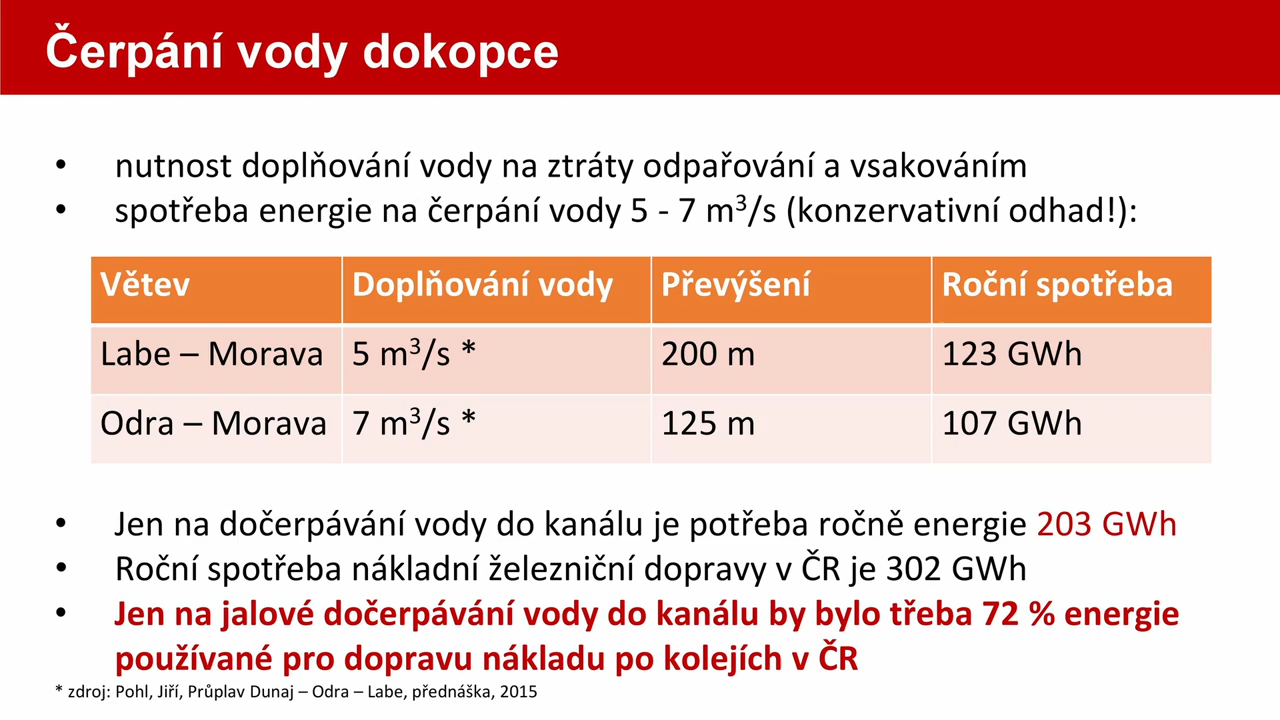 Čerpání vody dokopce
• nutnost doplňování vody na ztráty odpařování a vsakováním
• spotřeba energie na čerpání vody 5 - 7 m³/s (konzervativní odhad!):
Větev Doplňování vody Převýšení Roční spotřeba
Labe – Morava 5 m³/s * 200 m 123 GWh
Odra – Morava 7 m³/s * 125 m 107 GWh
• Jen na dočerpávání vody do kanálu je potřeba ročně energie 203 GWh
• Roční spotřeba nákladní železniční dopravy v ČR je 302 GWh
• Jen na jalové dočerpávání vody do kanálu by bylo třeba 72 % energie
používané pro dopravu nákladu po kolejích v ČR
* zdroj: Pohl, Jiří, Průplav Dunaj – Odra – Labe, přednáška, 2015